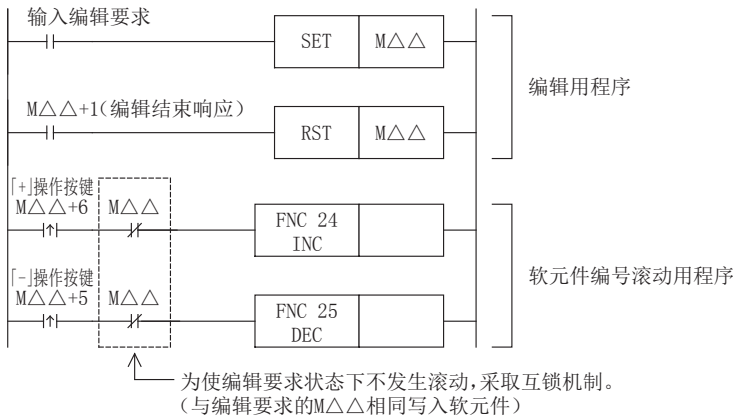 输入编辑要求
SET M△△
编辑用程序
M△△+1(编辑结束响应)
RST M△△
「+」操作按键
M△△+6 M△△
FNC 24
INC
软元件编号滚动用程序
「-」操作按键
M△△+5 M△△
FNC 25
DEC
为使编辑要求状态下不发生滚动,采取互锁机制。
(与编辑要求的M△△相同写入软元件)